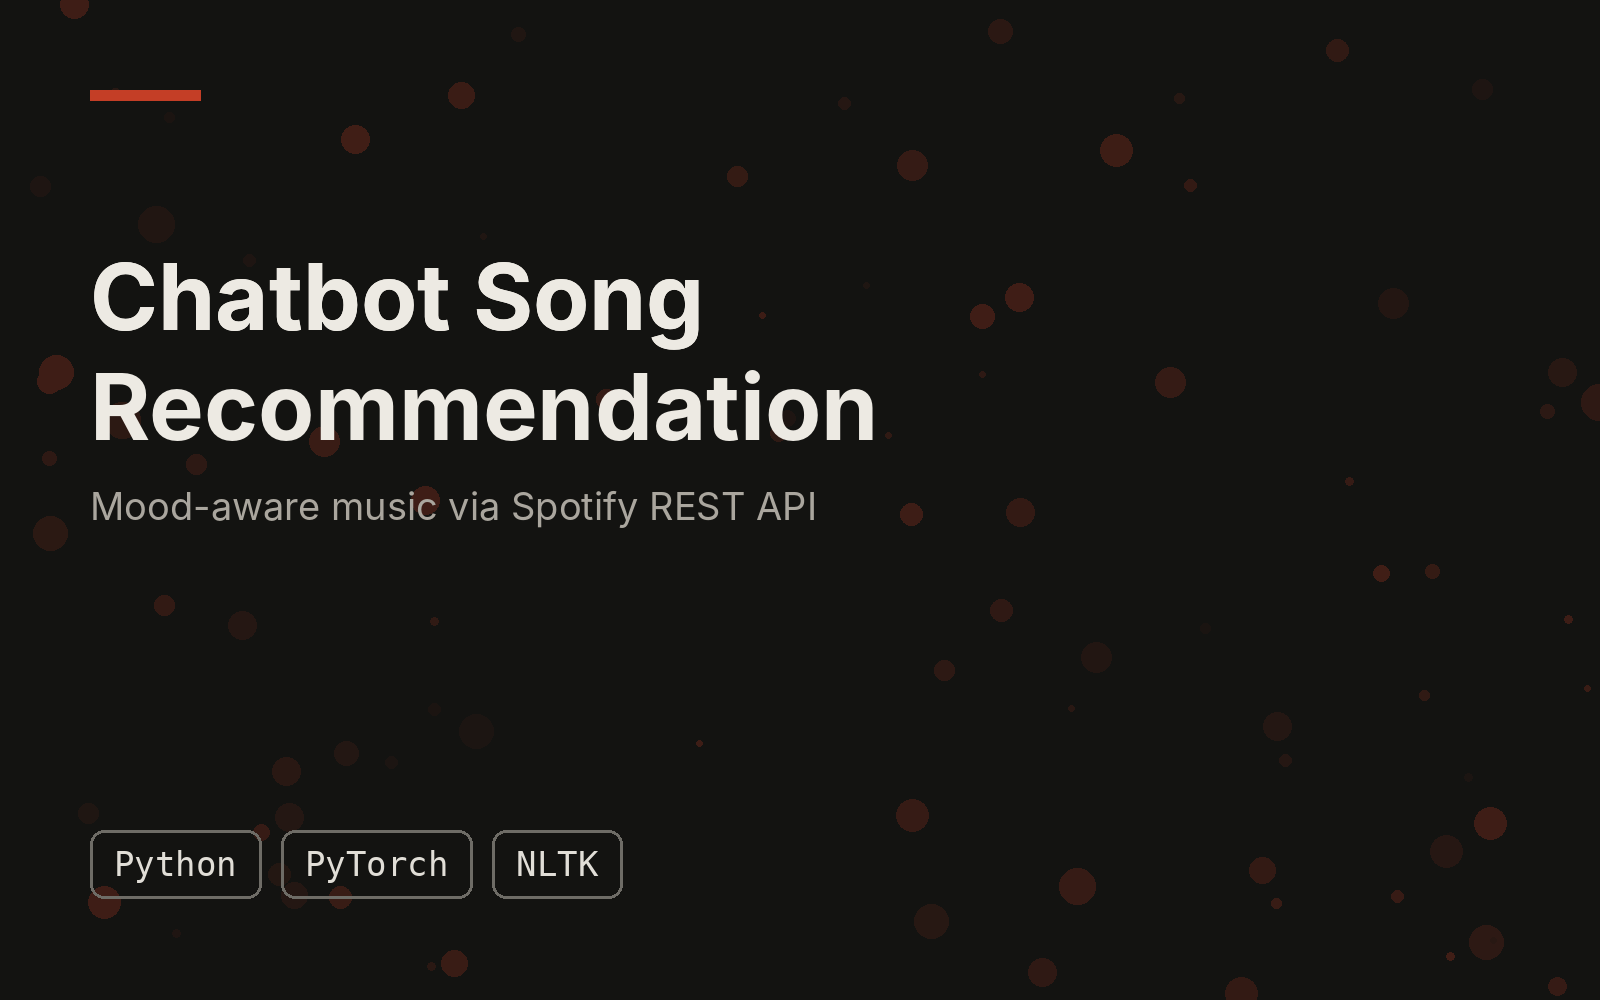 Chatbot Song
Recommendation
Mood-aware music via Spotify REST API
Python PyTorch NLTK